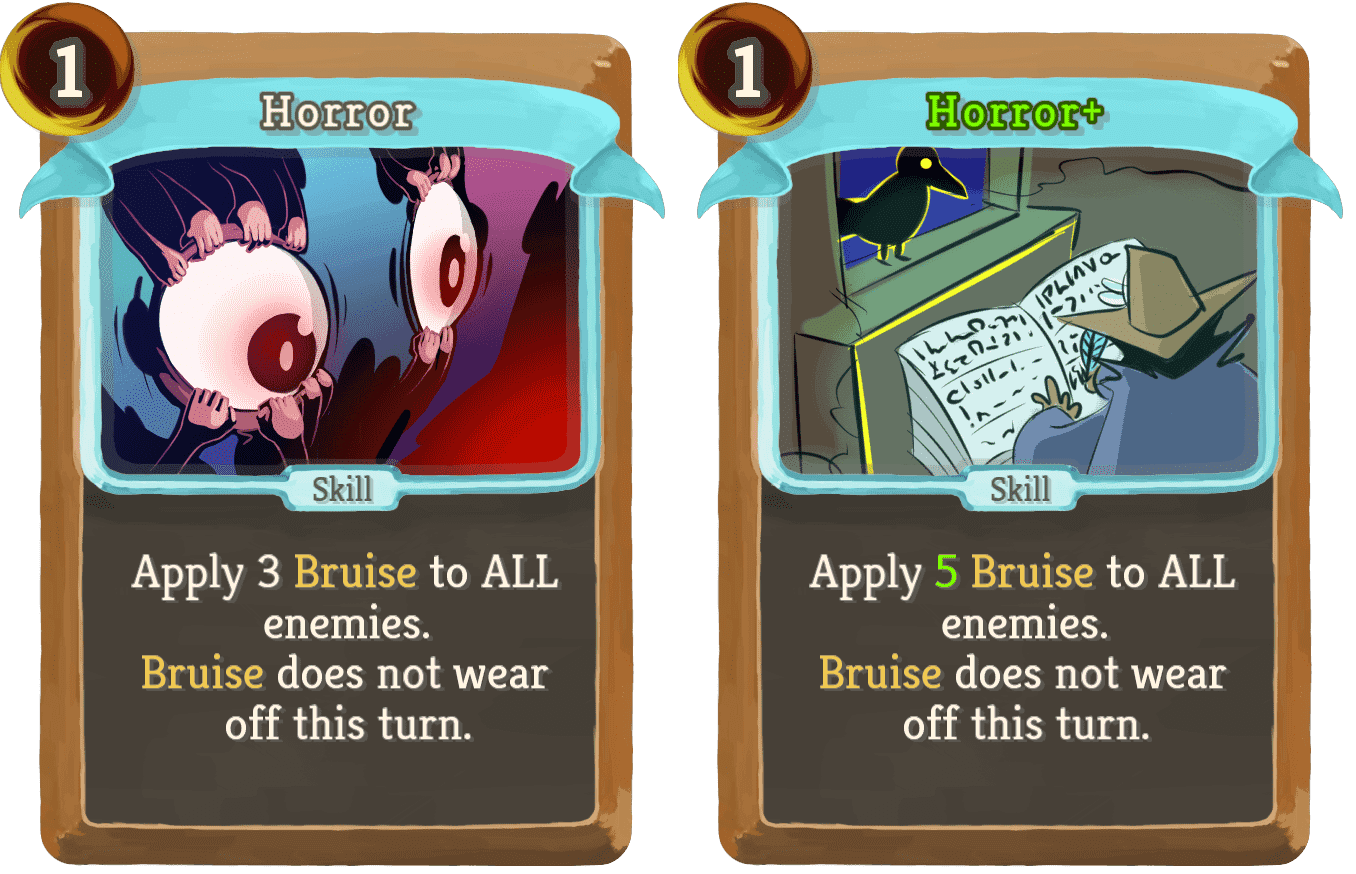 1
Horror
Skill
Apply 3 Bruise to ALL
enemies.
Bruise does not wear
off this turn.
1
Horror+
Skill
Apply 5 Bruise to ALL
enemies.
Bruise does not wear
off this turn.